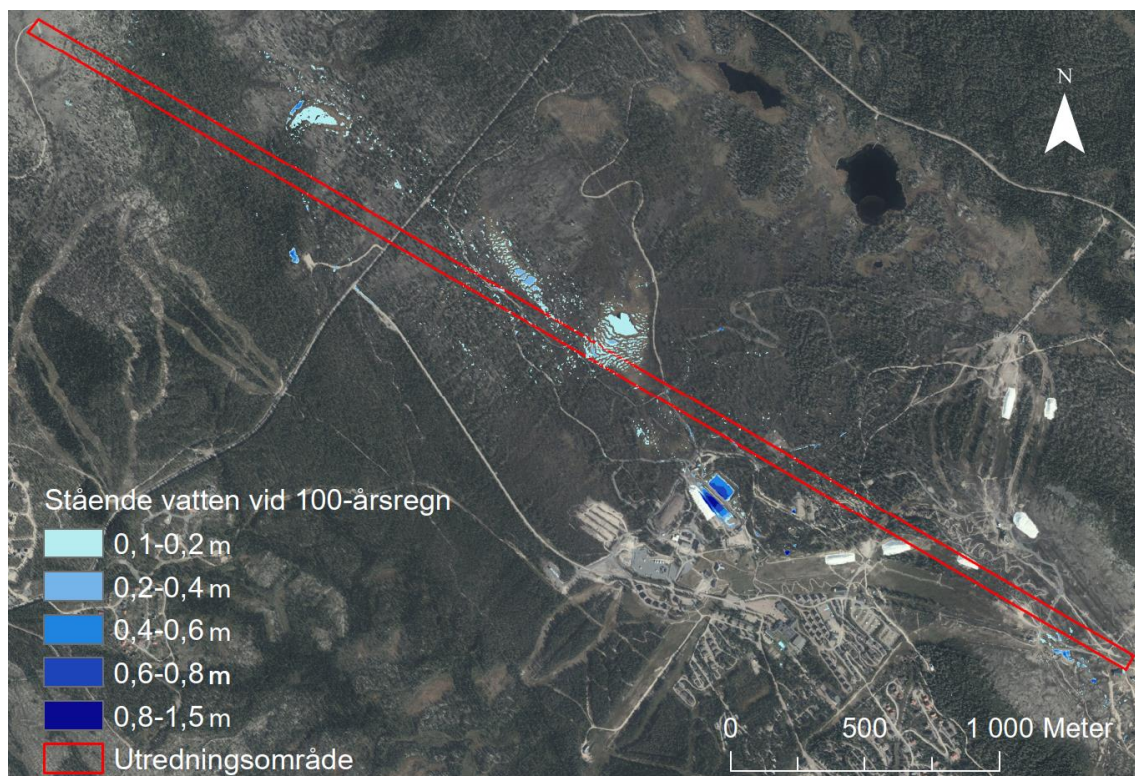 N
Stående vatten vid 100-årsregn
0,1-0,2 m
0,2-0,4 m
0,4-0,6 m
0,6-0,8 m
0,8-1,5 m
Utredningsområde
0 500 1 000 Meter